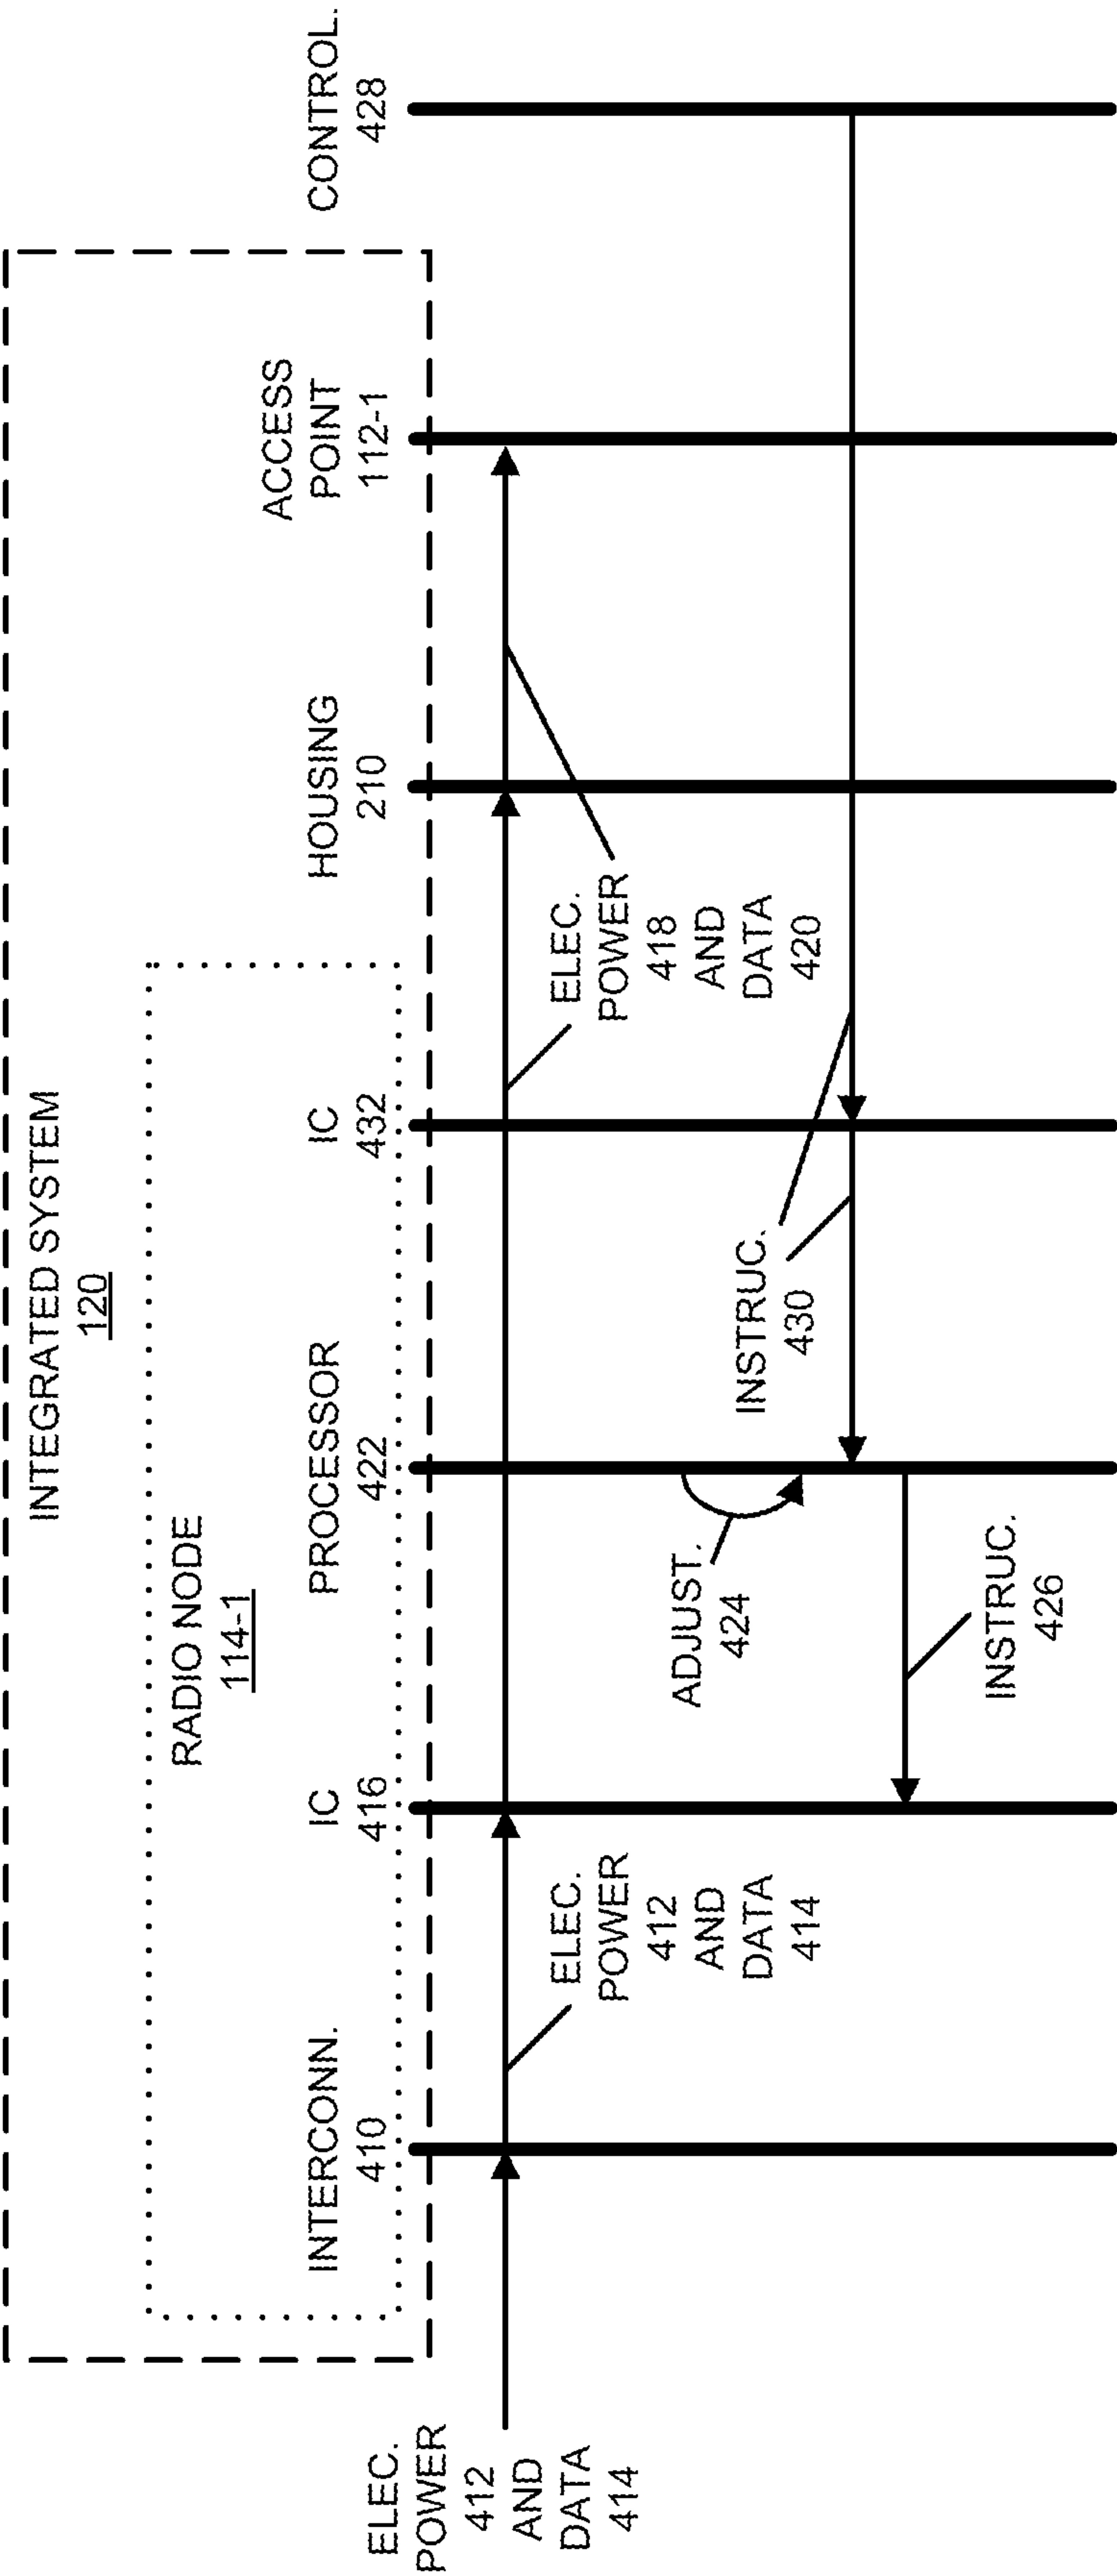 INTEGRATED SYSTEM
120
RADIO NODE
114-1
INTERCONN.
410
IC
416
PROCESSOR
422
IC
432
HOUSING
210
ACCESS
POINT
112-1
CONTROL.
428
ELEC.
POWER
412
AND
DATA
414
ELEC.
POWER
412
AND
DATA
414
ELEC.
POWER
418
AND
DATA
420
ADJUST.
424
INSTRUC.
430
INSTRUC.
426